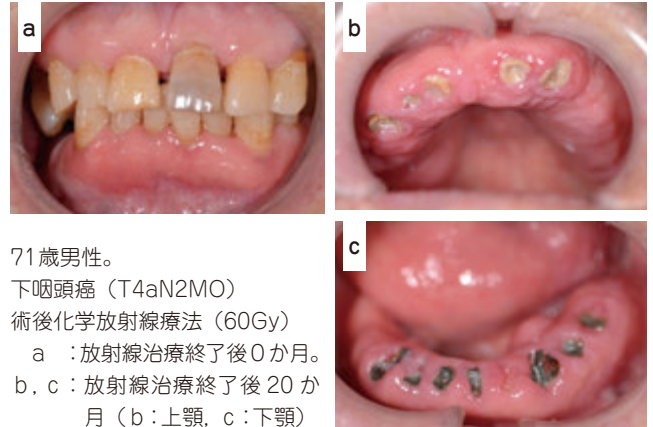 a
b
c
71歳男性。
下咽頭癌（T4aN2MO）
術後化学放射線療法（60Gy）
a ：放射線治療終了後０か月。
b，c：放射線治療終了後 20 か
月（b：上顎，c：下顎）